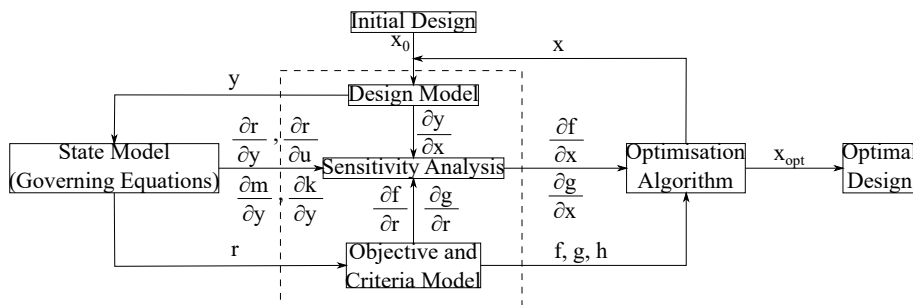 Initial Design
x₀
x
y
Design Model
∂r/∂y , ∂r/∂u
∂y/∂x
∂f/∂x
State Model
(Governing Equations)
Sensitivity Analysis
Optimisation
Algorithm
xopt
Optimal
Design
∂m/∂y , ∂k/∂y
∂f/∂r
∂g/∂r
∂g/∂x
r
Objective and
Criteria Model
f, g, h